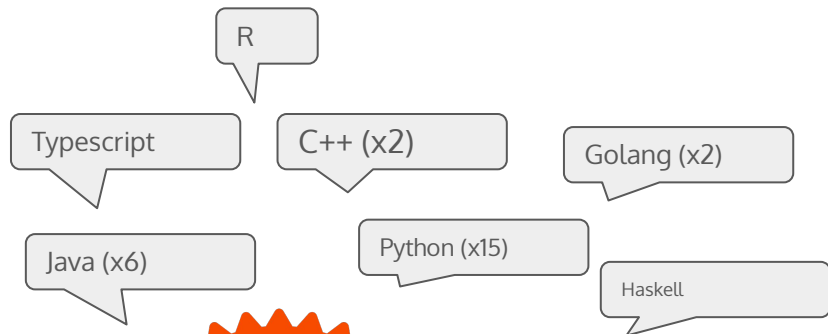 R
Typescript
C++ (x2)
Golang (x2)
Java (x6)
Python (x15)
Haskell